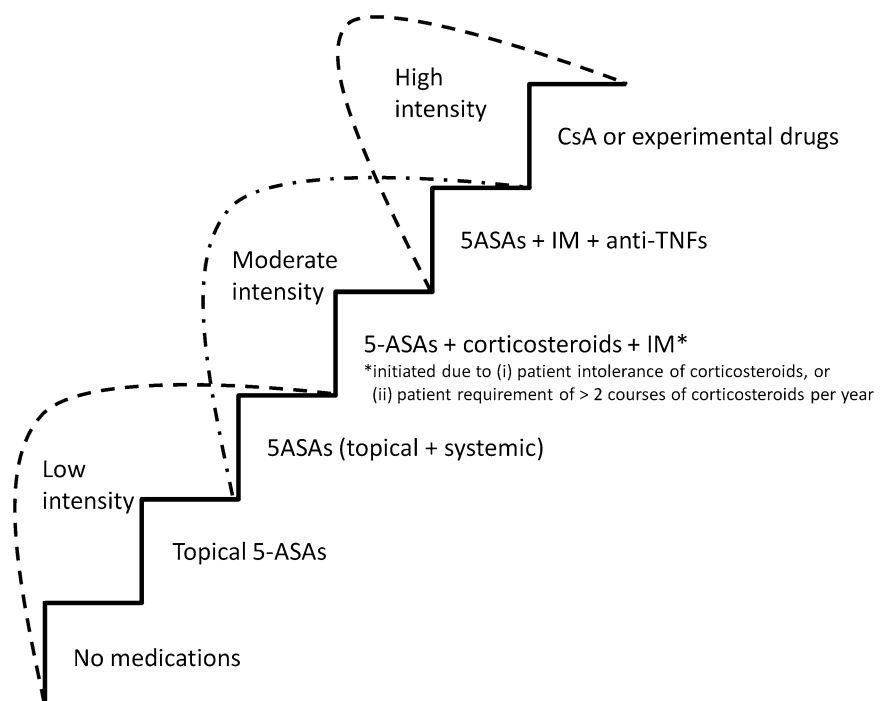 High
intensity
CsA or experimental drugs
5ASAs + IM + anti-TNFs
Moderate
intensity
5-ASAs + corticosteroids + IM*
*initiated due to (i) patient intolerance of corticosteroids, or
(ii) patient requirement of > 2 courses of corticosteroids per year
5ASAs (topical + systemic)
Low
intensity
Topical 5-ASAs
No medications